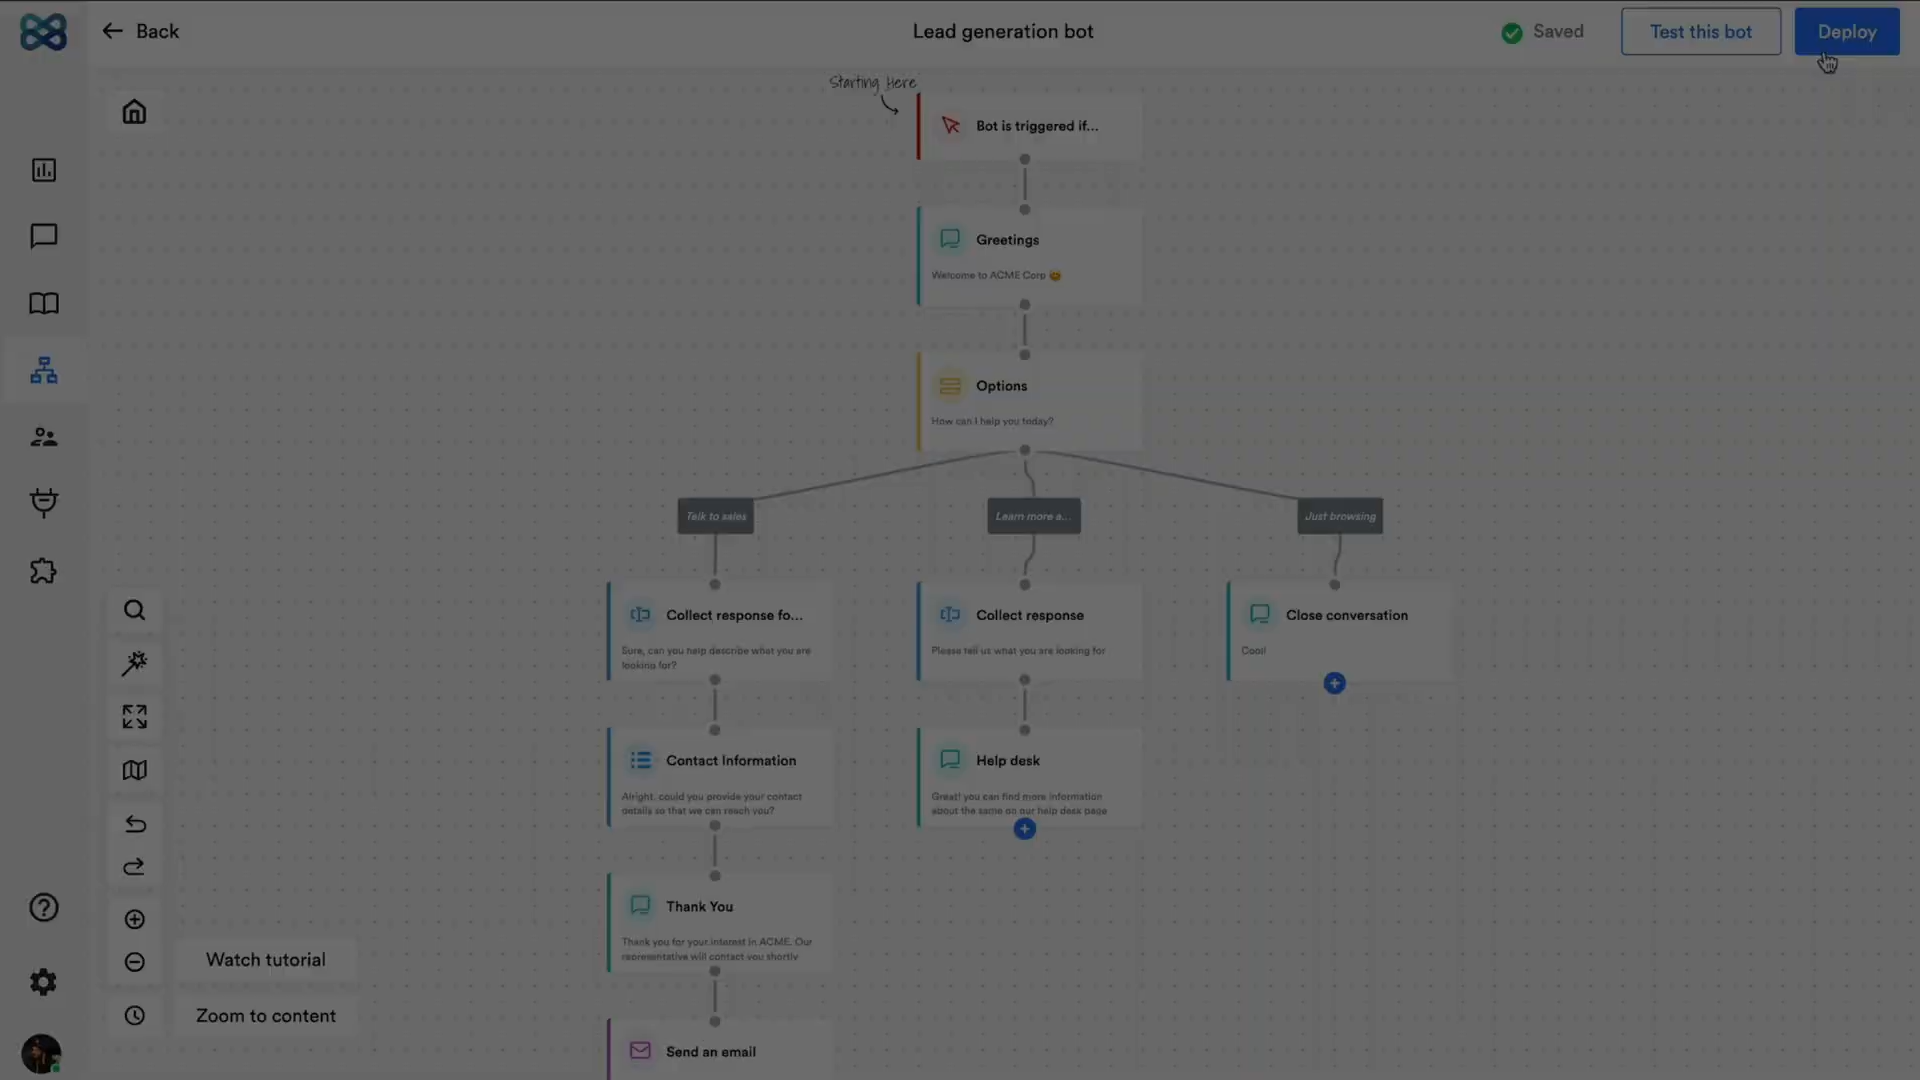 Back
Lead generation bot
Saved
Test this bot
Deploy
Starting Here
Bot is triggered if...
Greetings
Welcome to ACME Corp
Options
How can I help you today?
Talk to sales
Learn more a...
Just browsing
Collect response fo...
Sure, can you help describe what you are
looking for?
Collect response
Please tell us what you are looking for
Close conversation
Cool!
Contact Information
Alright, could you provide your contact
details so that we can reach you?
Help desk
Great! you can find more information
about the same on our help desk page
Thank You
Thank you for your interest in ACME. Our
representative will contact you shortly
Watch tutorial
Zoom to content
Send an email